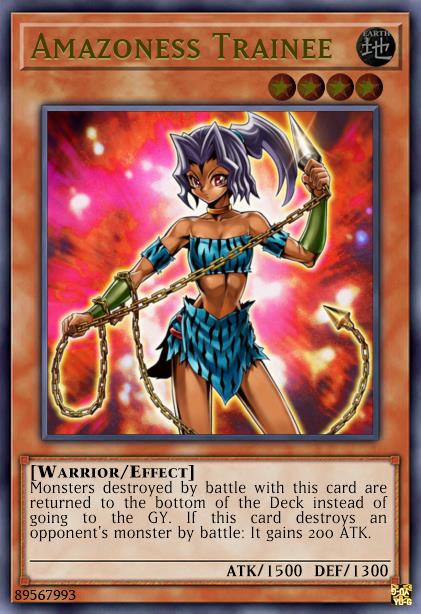 AMAZONESS TRAINEE
EARTH
地
[WARRIOR/EFFECT]
Monsters destroyed by battle with this card are
returned to the bottom of the Deck instead of
going to the GY. If this card destroys an
opponent's monster by battle: It gains 200 ATK.
ATK/1500 DEF/1300
89567993